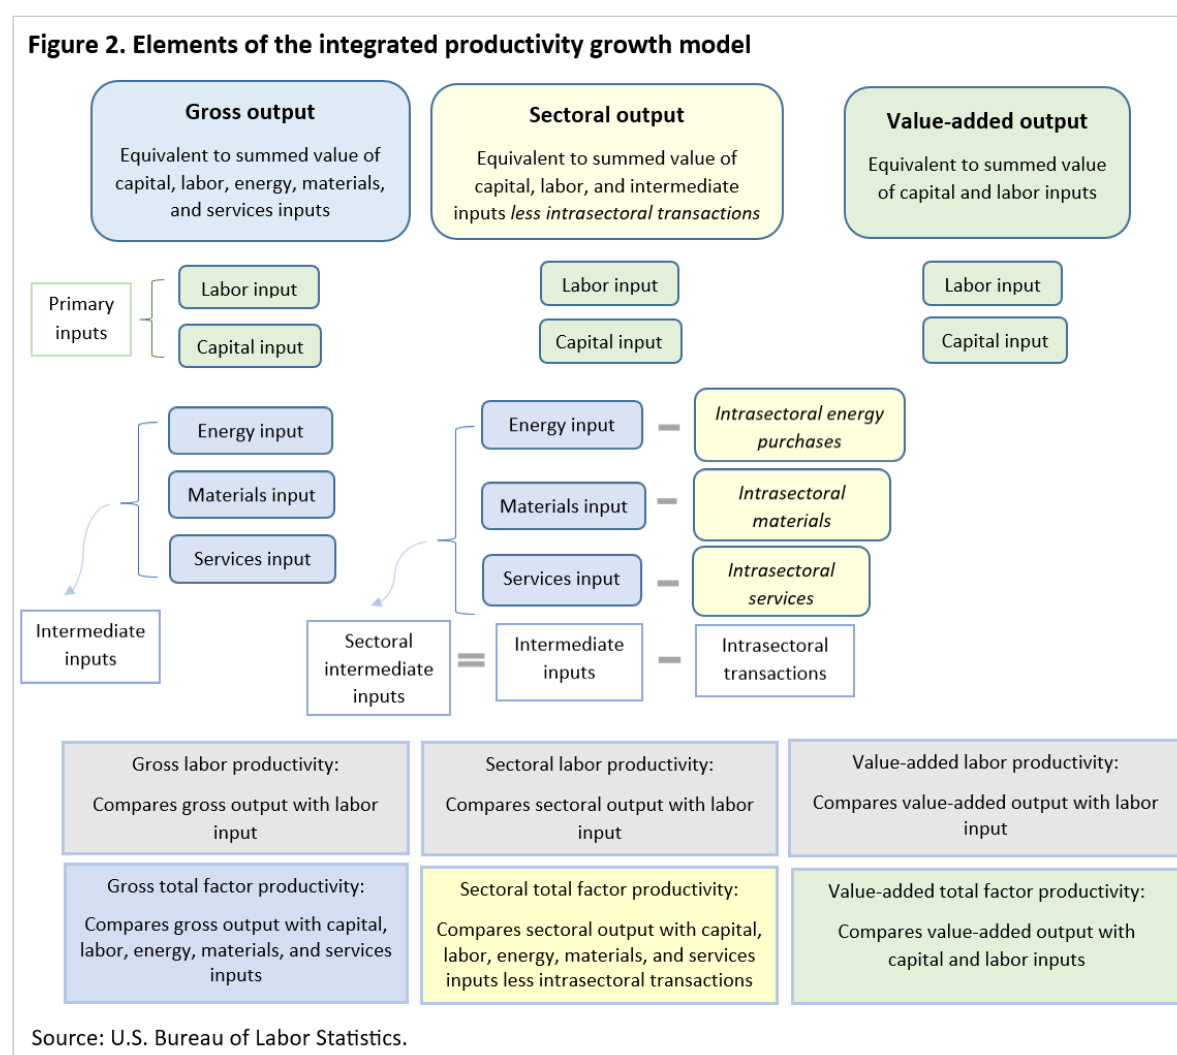 Figure 2. Elements of the integrated productivity growth model
Gross output
Equivalent to summed value of
capital, labor, energy, materials,
and services inputs
Sectoral output
Equivalent to summed value of
capital, labor, and intermediate
inputs less intrasectoral transactions
Value-added output
Equivalent to summed value
of capital and labor inputs
Primary
inputs
Labor input
Capital input
Labor input
Capital input
Labor input
Capital input
Energy input
Materials input
Services input
Intermediate
inputs
Energy input
−
Intrasectoral energy
purchases
Materials input
−
Intrasectoral
materials
Services input
−
Intrasectoral
services
Sectoral
intermediate
inputs
=
Intermediate
inputs
−
Intrasectoral
transactions
Gross labor productivity:
Compares gross output with labor
input
Sectoral labor productivity:
Compares sectoral output with labor
input
Value-added labor productivity:
Compares value-added output with labor
input
Gross total factor productivity:
Compares gross output with capital,
labor, energy, materials, and services
inputs
Sectoral total factor productivity:
Compares sectoral output with capital,
labor, energy, materials, and services
inputs less intrasectoral transactions
Value-added total factor productivity:
Compares value-added output with
capital and labor inputs
Source: U.S. Bureau of Labor Statistics.